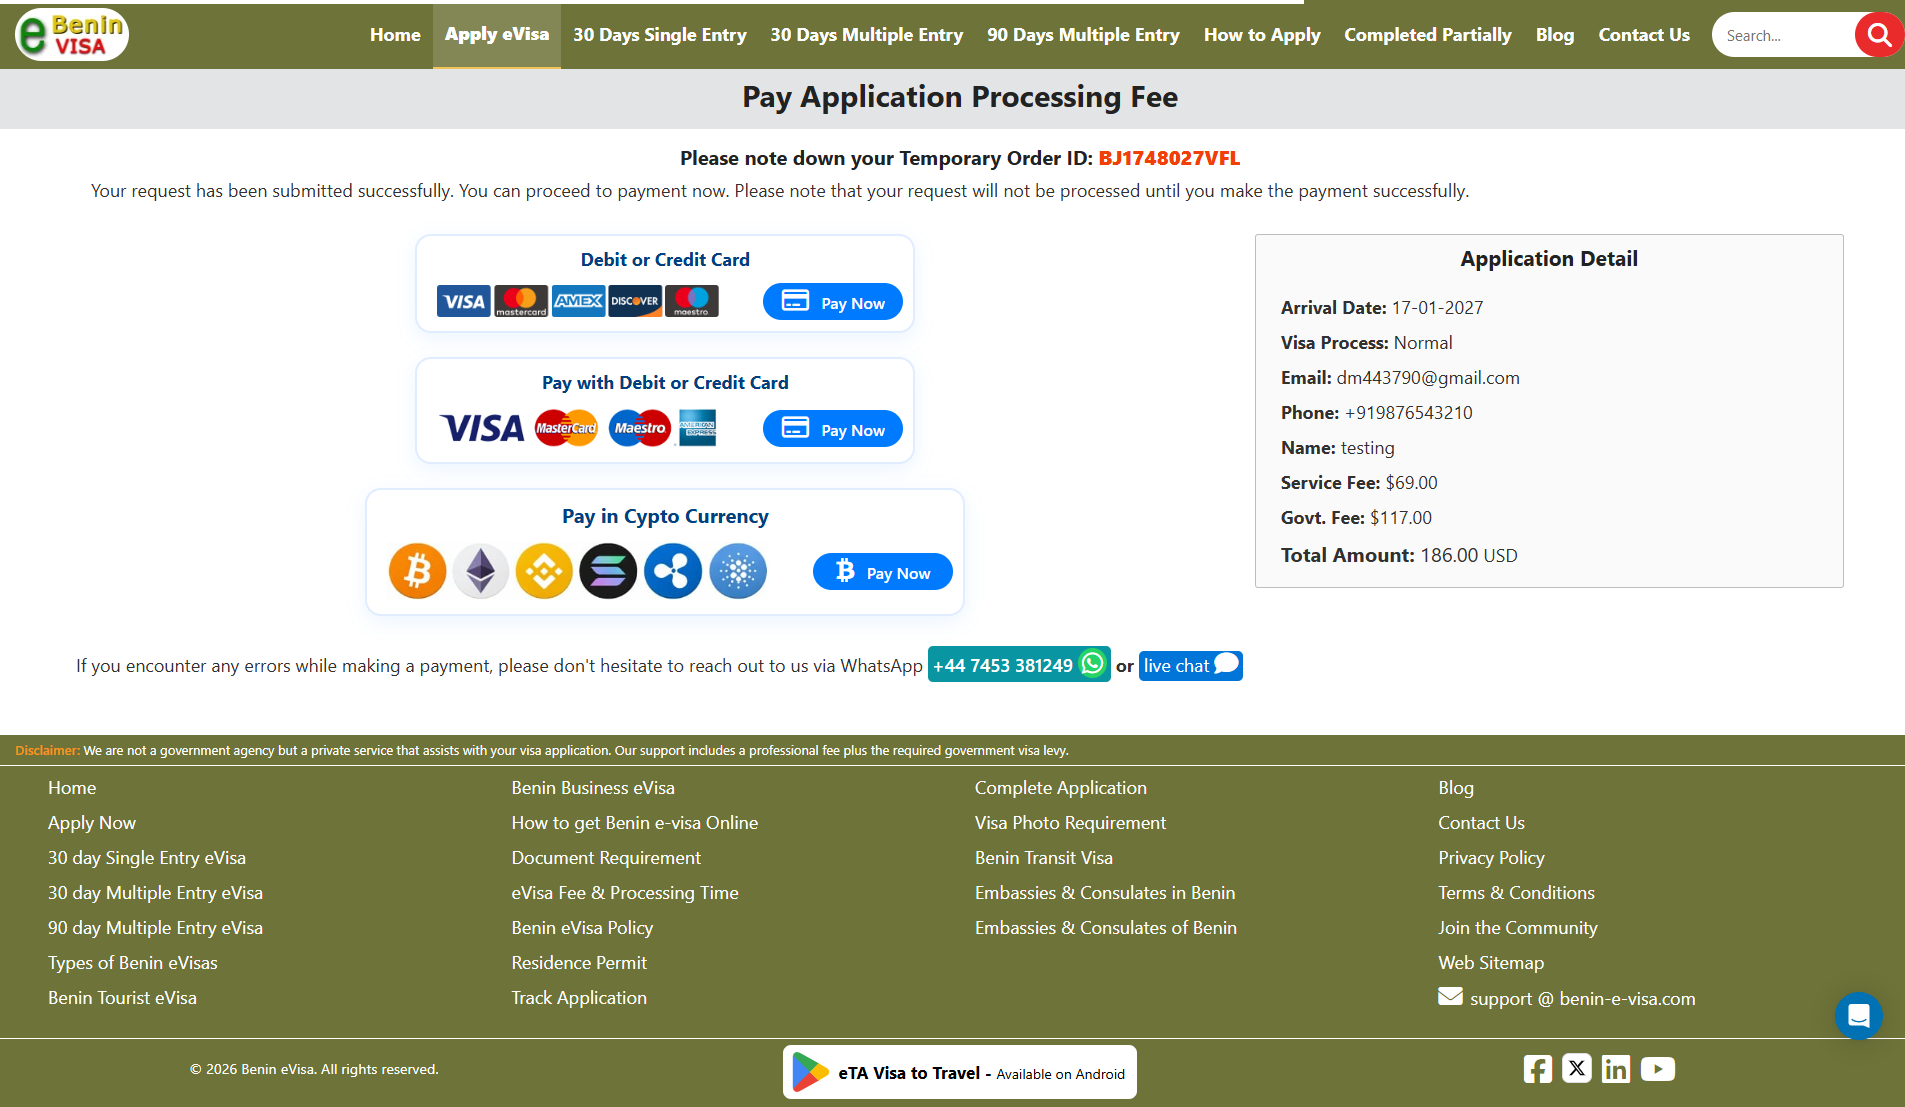 e Benin VISA
Home
Apply eVisa
30 Days Single Entry
30 Days Multiple Entry
90 Days Multiple Entry
How to Apply
Completed Partially
Blog
Contact Us
Search...
Pay Application Processing Fee
Please note down your Temporary Order ID: BJ1748027VFL
Your request has been submitted successfully. You can proceed to payment now. Please note that your request will not be processed until you make the payment successfully.
Debit or Credit Card
VISA mastercard AMEX DISCOVER maestro
Pay Now
Pay with Debit or Credit Card
VISA MasterCard Maestro AMERICAN EXPRESS
Pay Now
Pay in Cypto Currency
Pay Now
Application Detail
Arrival Date: 17-01-2027
Visa Process: Normal
Email: dm443790@gmail.com
Phone: +919876543210
Name: testing
Service Fee: $69.00
Govt. Fee: $117.00
Total Amount: 186.00 USD
If you encounter any errors while making a payment, please don't hesitate to reach out to us via WhatsApp +44 7453 381249 or live chat
Disclaimer: We are not a government agency but a private service that assists with your visa application. Our support includes a professional fee plus the required government visa levy.
Home
Apply Now
30 day Single Entry eVisa
30 day Multiple Entry eVisa
90 day Multiple Entry eVisa
Types of Benin eVisas
Benin Tourist eVisa
Benin Business eVisa
How to get Benin e-visa Online
Document Requirement
eVisa Fee & Processing Time
Benin eVisa Policy
Residence Permit
Track Application
Complete Application
Visa Photo Requirement
Benin Transit Visa
Embassies & Consulates in Benin
Embassies & Consulates of Benin
Blog
Contact Us
Privacy Policy
Terms & Conditions
Join the Community
Web Sitemap
support @ benin-e-visa.com
© 2026 Benin eVisa. All rights reserved.
eTA Visa to Travel - Available on Android